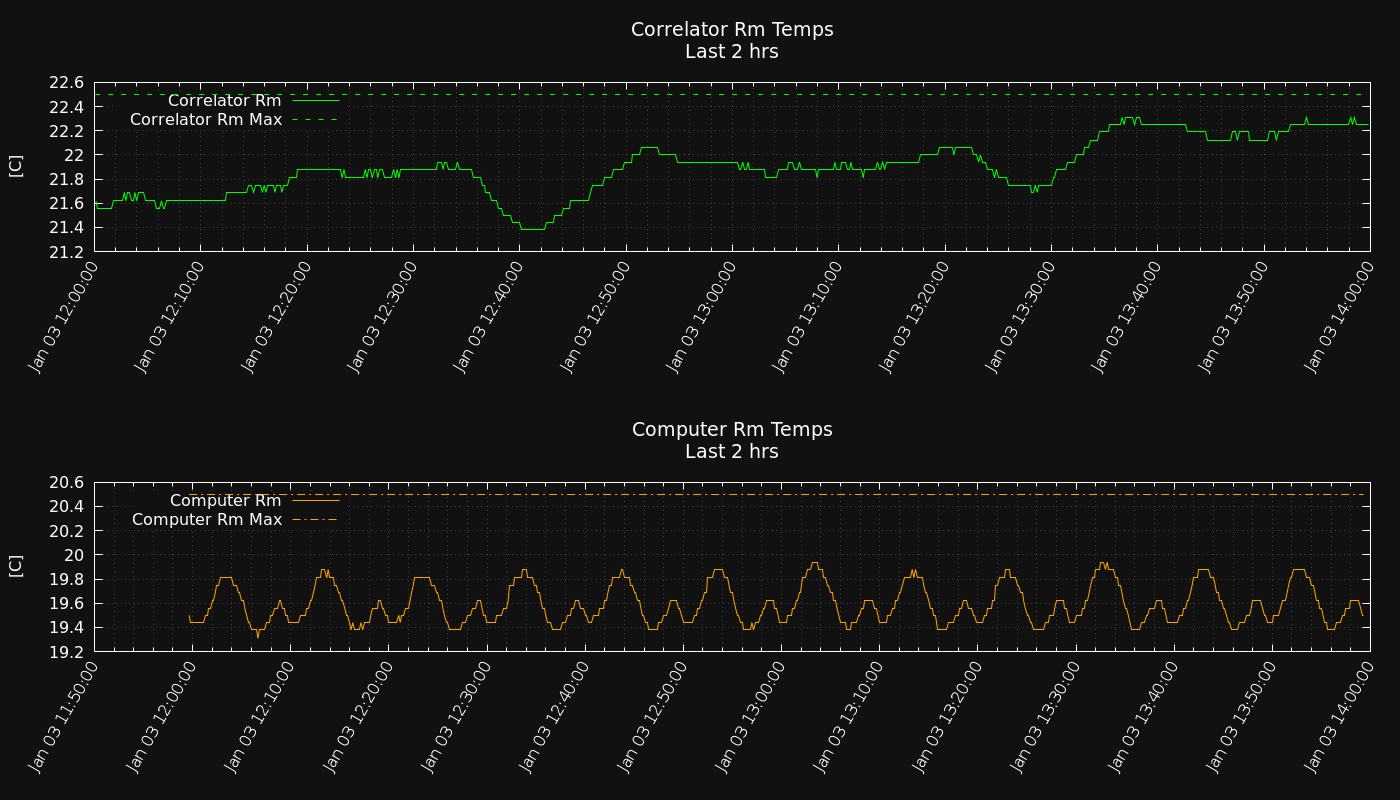 Correlator Rm Temps
Last 2 hrs
22.6
22.4
22.2
22
21.8
21.6
21.4
21.2
[C]
Correlator Rm
Correlator Rm Max
Jan 03 12:00:00
Jan 03 12:10:00
Jan 03 12:20:00
Jan 03 12:30:00
Jan 03 12:40:00
Jan 03 12:50:00
Jan 03 13:00:00
Jan 03 13:10:00
Jan 03 13:20:00
Jan 03 13:30:00
Jan 03 13:40:00
Jan 03 13:50:00
Jan 03 14:00:00
Computer Rm Temps
Last 2 hrs
20.6
20.4
20.2
20
19.8
19.6
19.4
19.2
[C]
Computer Rm
Computer Rm Max
Jan 03 11:50:00
Jan 03 12:00:00
Jan 03 12:10:00
Jan 03 12:20:00
Jan 03 12:30:00
Jan 03 12:40:00
Jan 03 12:50:00
Jan 03 13:00:00
Jan 03 13:10:00
Jan 03 13:20:00
Jan 03 13:30:00
Jan 03 13:40:00
Jan 03 13:50:00
Jan 03 14:00:00